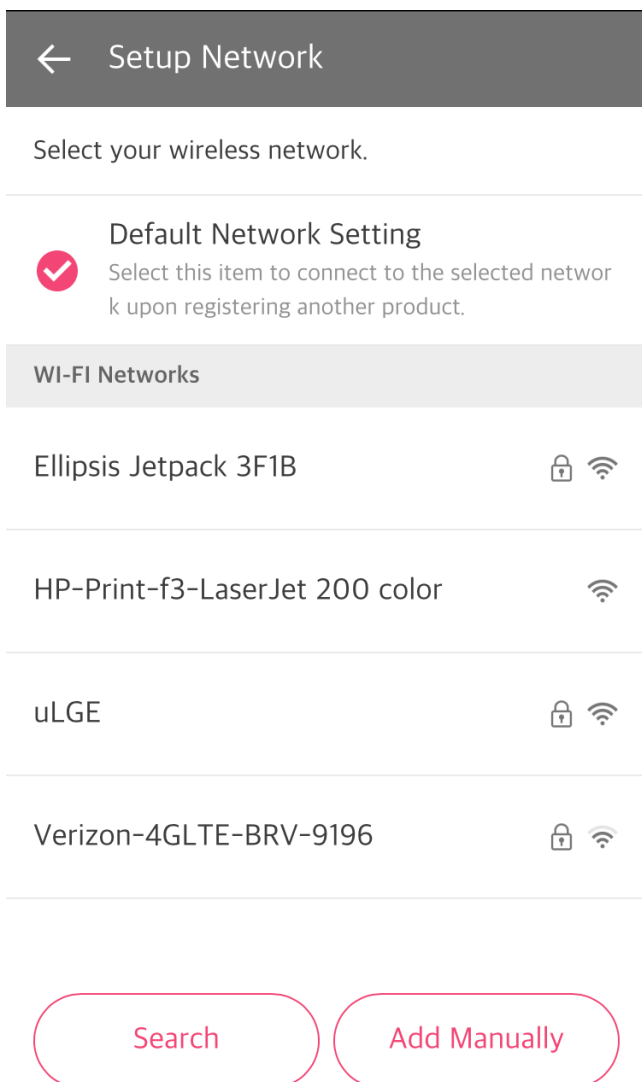 Setup Network
Select your wireless network.
Default Network Setting
Select this item to connect to the selected networ
k upon registering another product.
WI-FI Networks
Ellipsis Jetpack 3F1B
HP-Print-f3-LaserJet 200 color
uLGE
Verizon-4GLTE-BRV-9196
Search
Add Manually